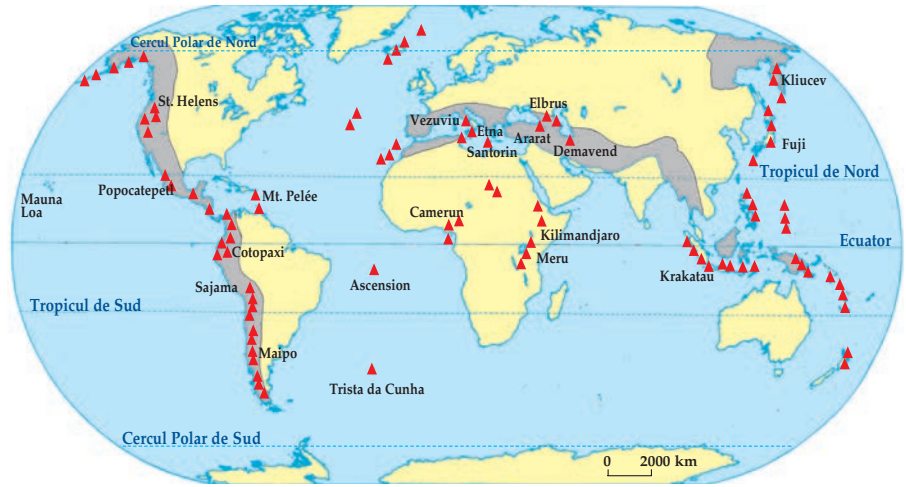 Cercul Polar de Nord
Kliucev
St. Helens
Elbrus
Vezuviu
Etna
Ararat
Fuji
Santorin
Demavend
Tropicul de Nord
Popocatepetl
Mauna
Loa
Mt. Pelée
Camerun
Kilimandjaro
Ecuator
Cotopaxi
Meru
Krakatau
Sajama
Ascension
Tropicul de Sud
Maipo
Trista da Cunha
Cercul Polar de Sud
0 2000 km